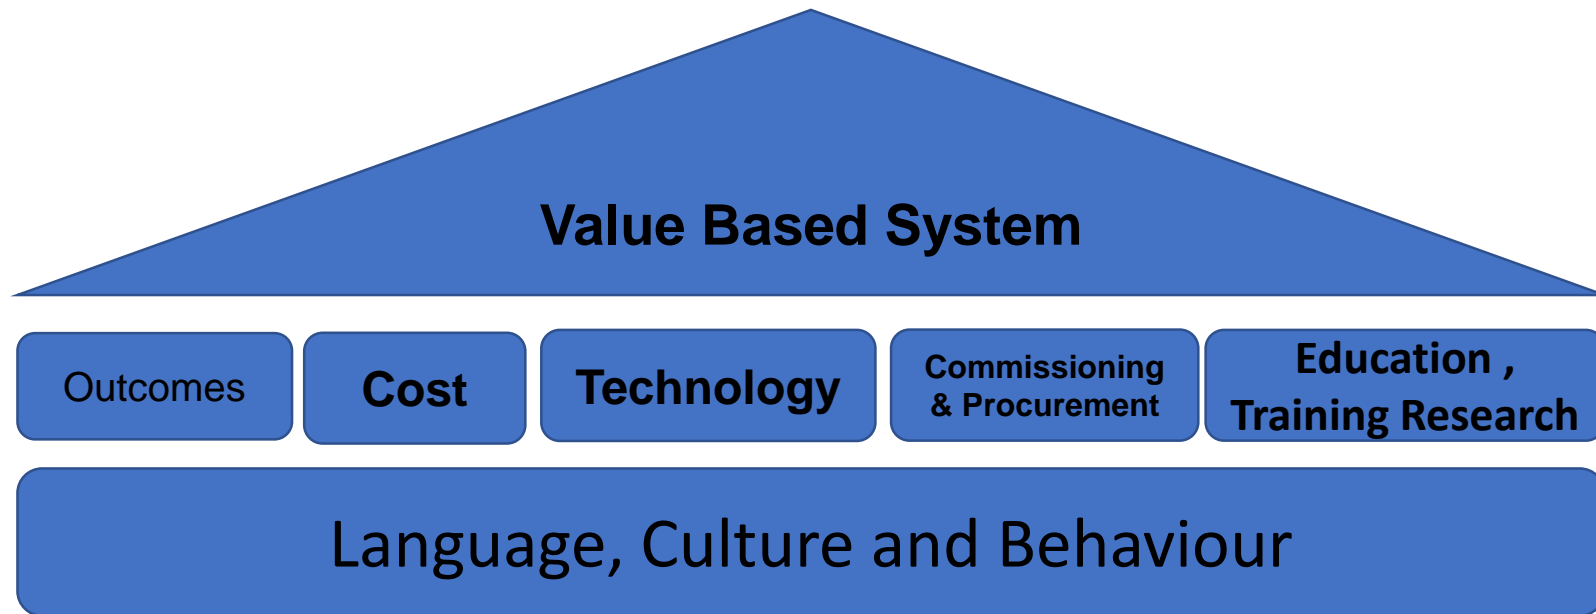 Value Based System
Outcomes
Cost
Technology
Commissioning
& Procurement
Education ,
Training Research
Language, Culture and Behaviour